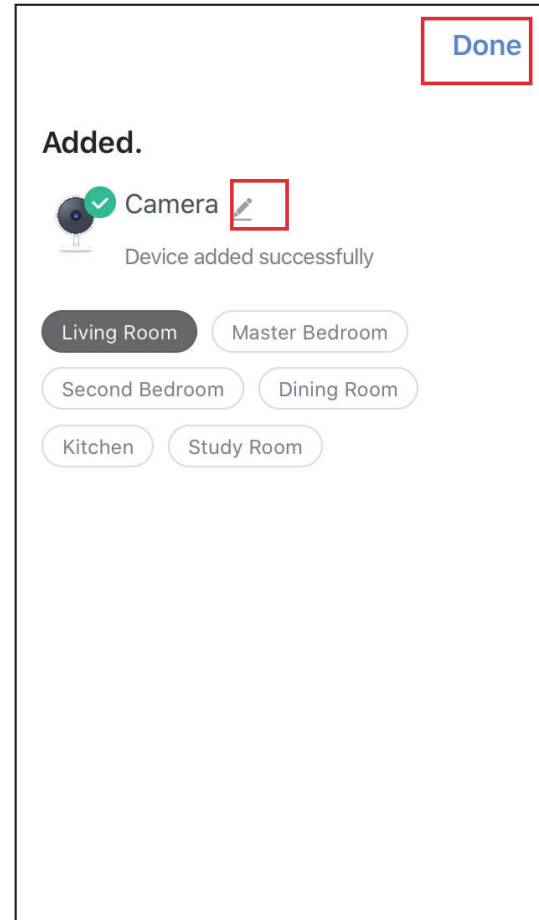 Done
Added.
Camera
Device added successfully
Living Room Master Bedroom
Second Bedroom Dining Room
Kitchen Study Room